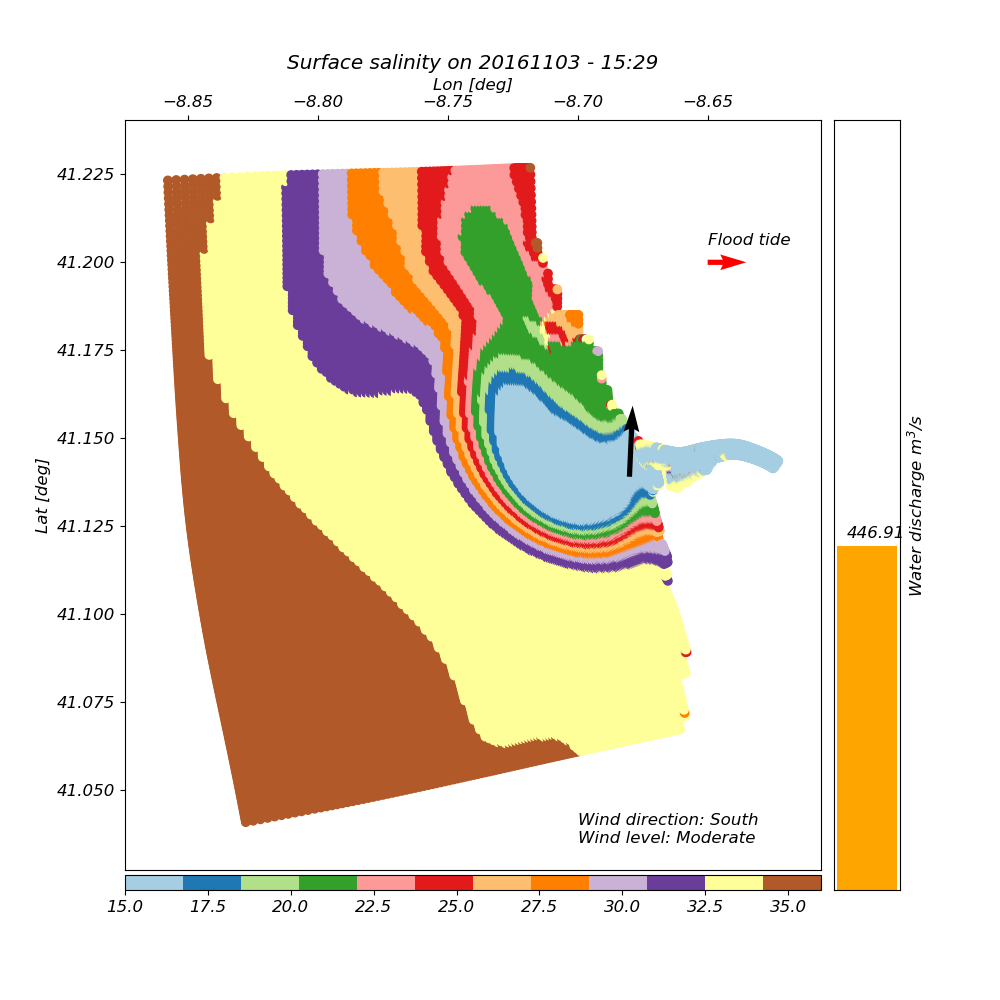 Surface salinity on 20161103 - 15:29
Lon [deg]
−8.85 −8.80 −8.75 −8.70 −8.65
41.225
41.200
41.175
41.150
41.125
41.100
41.075
41.050
Lat [deg]
Flood tide
Wind direction: South
Wind level: Moderate
446.91
Water discharge m³/s
15.0 17.5 20.0 22.5 25.0 27.5 30.0 32.5 35.0